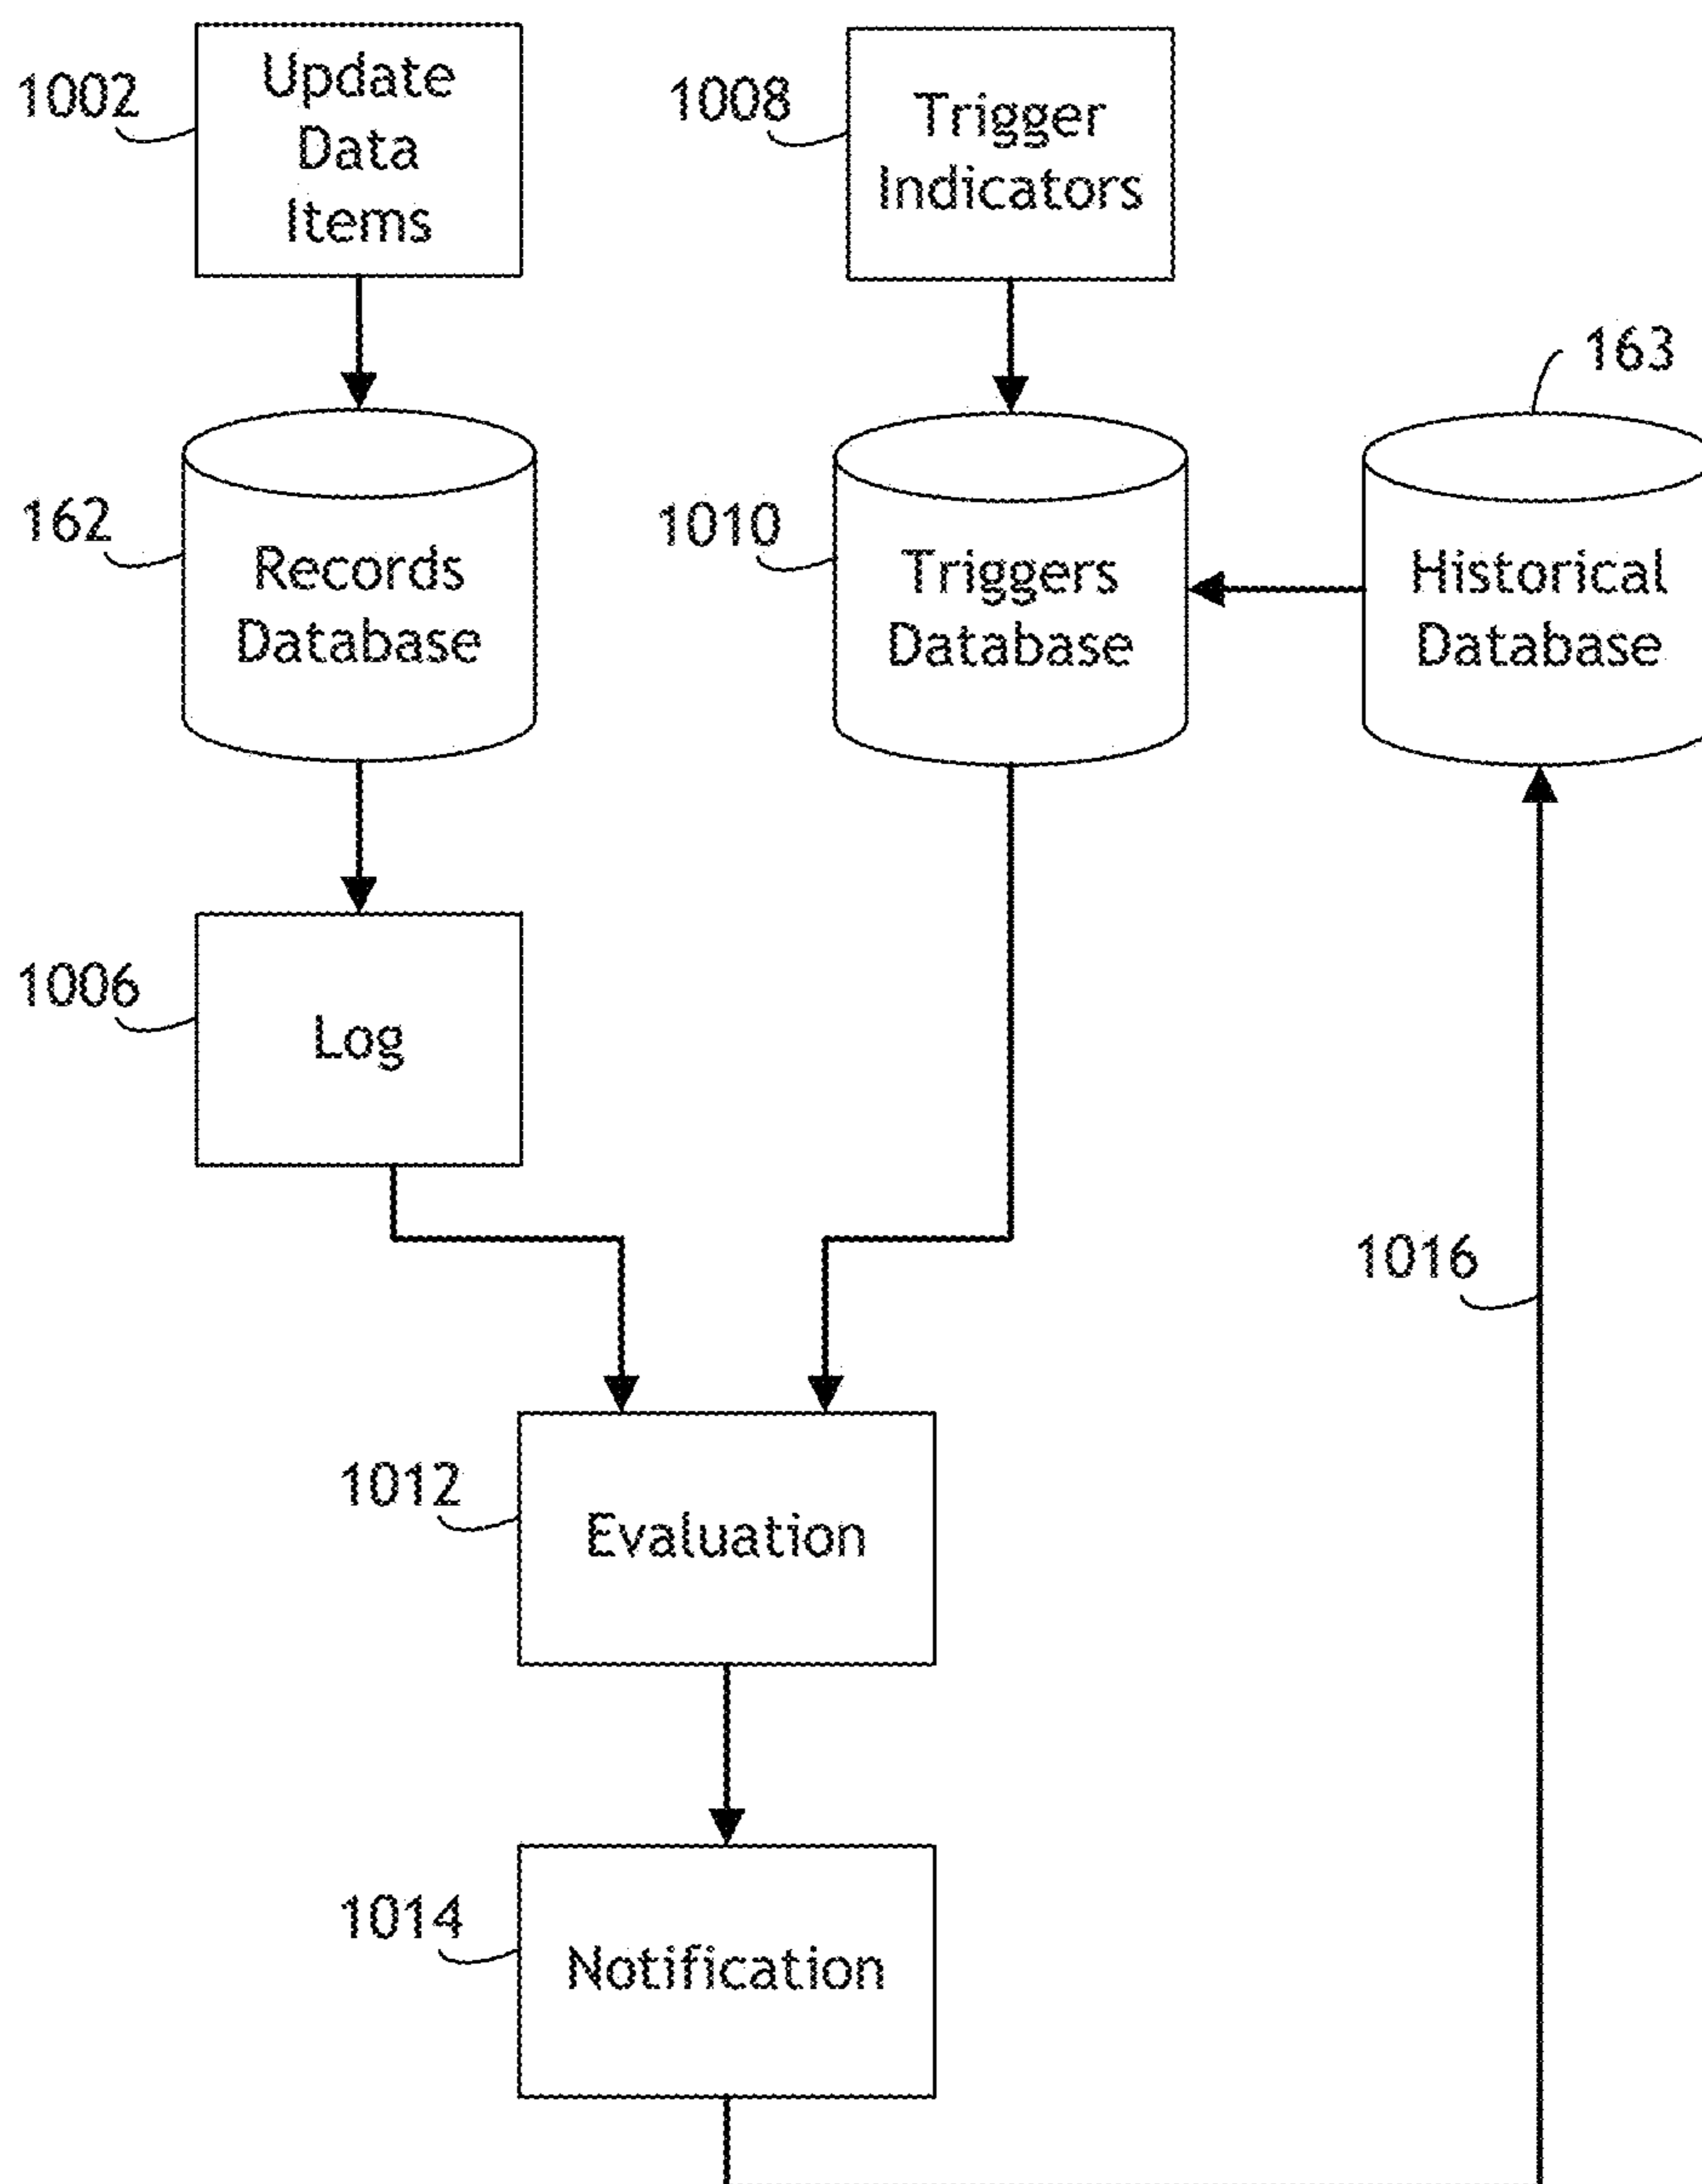 1002
Update
Data
Items
1008
Trigger
Indicators
163
162
Records
Database
1010
Triggers
Database
Historical
Database
1006
Log
1016
1012
Evaluation
1014
Notification